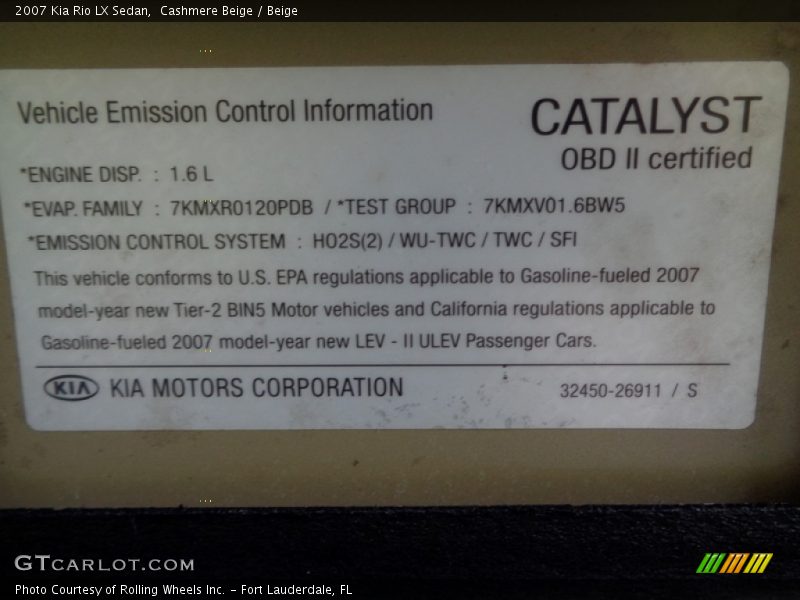 2007 Kia Rio LX Sedan,  Cashmere Beige / Beige
Vehicle Emission Control Information
CATALYST
OBD II certified
*ENGINE DISP. : 1.6 L
*EVAP. FAMILY : 7KMXR0120PDB / *TEST GROUP : 7KMXV01.6BW5
*EMISSION CONTROL SYSTEM : HO2S(2) / WU-TWC / TWC / SFI
This vehicle conforms to U.S. EPA regulations applicable to Gasoline-fueled 2007
model-year new Tier-2 BIN5 Motor vehicles and California regulations applicable to
Gasoline-fueled 2007 model-year new LEV - II ULEV Passenger Cars.
KIA KIA MOTORS CORPORATION
32450-26911 / S
GTCARLOT.COM
Photo Courtesy of Rolling Wheels Inc. – Fort Lauderdale, FL